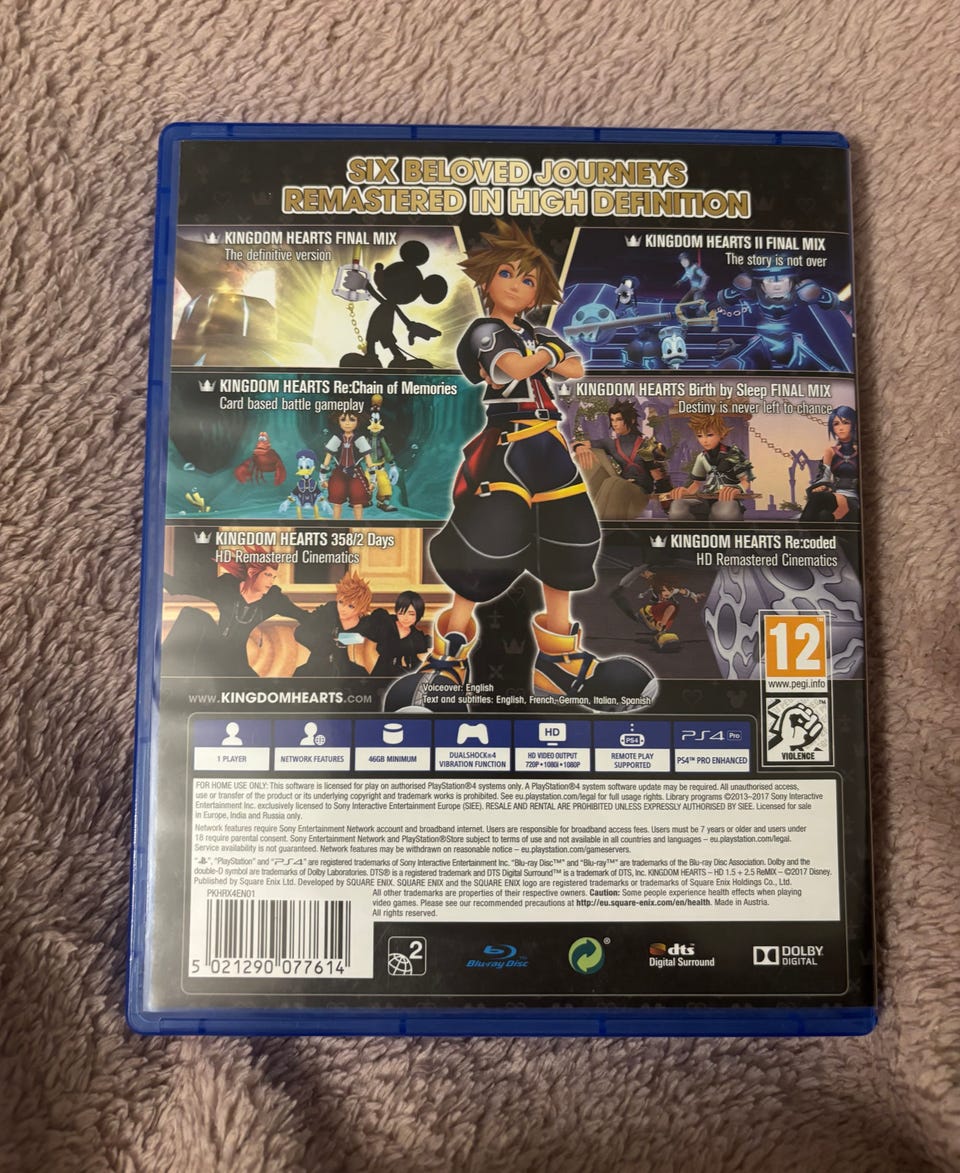 SIX BELOVED JOURNEYS
REMASTERED IN HIGH DEFINITION
KINGDOM HEARTS FINAL MIX
The definitive version
KINGDOM HEARTS II FINAL MIX
The story is not over
KINGDOM HEARTS Re:Chain of Memories
Card based battle gameplay
KINGDOM HEARTS Birth by Sleep FINAL MIX
Destiny is never left to chance
KINGDOM HEARTS 358/2 Days
HD Remastered Cinematics
KINGDOM HEARTS Re:coded
HD Remastered Cinematics
12
www.pegi.info
VIOLENCE
WWW.KINGDOMHEARTS.COM
Voiceover: English
Text and subtitles: English, French, German, Italian, Spanish
1 PLAYER
NETWORK FEATURES
46GB MINIMUM
DUALSHOCK®4
VIBRATION FUNCTION
HD
HD VIDEO OUTPUT
720P•1080i•1080P
PS4
REMOTE PLAY
SUPPORTED
PS4 Pro
PS4™ PRO ENHANCED
FOR HOME USE ONLY: This software is licensed for play on authorised PlayStation®4 systems only. A PlayStation®4 system software update may be required. All unauthorised access,
use or transfer of the product or its underlying copyright and trademark works is prohibited. See eu.playstation.com/legal for full usage rights. Library programs ©2013–2017 Sony Interactive
Entertainment Inc. exclusively licensed to Sony Interactive Entertainment Europe (SIEE). RESALE AND RENTAL ARE PROHIBITED UNLESS EXPRESSLY AUTHORISED BY SIEE. Licensed for sale
in Europe, India and Russia only.
Network features require Sony Entertainment Network account and broadband internet. Users are responsible for broadband access fees. Users must be 7 years or older and users under
18 require parental consent. Sony Entertainment Network and PlayStation®Store subject to terms of use and not available in all countries and languages – eu.playstation.com/legal.
Service availability is not guaranteed. Network features may be withdrawn on reasonable notice – eu.playstation.com/gameservers.
“PS”, “PlayStation” and “PS4” are registered trademarks of Sony Interactive Entertainment Inc. “Blu-ray Disc™” and “Blu-ray™” are trademarks of the Blu-ray Disc Association. Dolby and the
double-D symbol are trademarks of Dolby Laboratories. DTS® is a registered trademark and DTS Digital Surround™ is a trademark of DTS, Inc. KINGDOM HEARTS – HD 1.5 + 2.5 ReMIX – ©2017 Disney.
Published by Square Enix Ltd. Developed by SQUARE ENIX. SQUARE ENIX and the SQUARE ENIX logo are registered trademarks or trademarks of Square Enix Holdings Co., Ltd.
All other trademarks are properties of their respective owners. Caution: Some people experience health effects when playing
video games. Please see our recommended precautions at http://eu.square-enix.com/en/health. Made in Austria.
All rights reserved.
PKHRX4EN01
5 021290 077614
2
Blu-ray Disc
dts
Digital Surround
DOLBY
DIGITAL